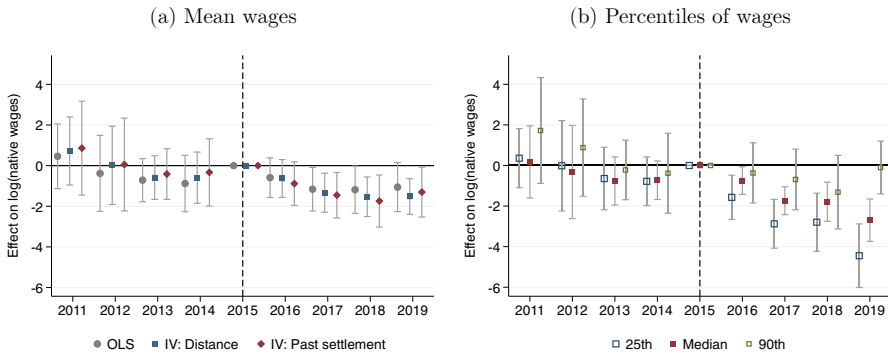 (a) Mean wages
Effect on log(native wages)
4
2
0
-2
-4
-6
2011 2012 2013 2014 2015 2016 2017 2018 2019
OLS IV: Distance IV: Past settlement
(b) Percentiles of wages
Effect on log(native wages)
4
2
0
-2
-4
-6
2011 2012 2013 2014 2015 2016 2017 2018 2019
25th Median 90th